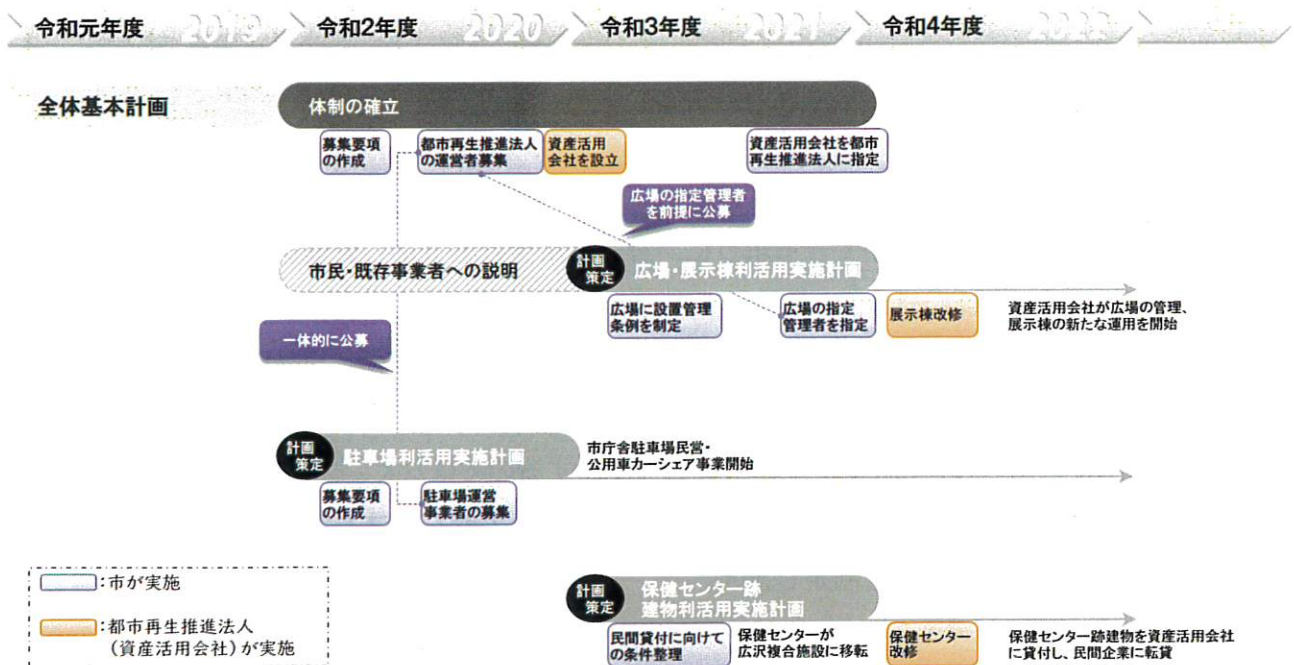 令和元年度 2019
令和2年度 2020
令和3年度 2021
令和4年度 2022
全体基本計画
体制の確立
募集要項
の作成
都市再生推進法人
の運営者募集
資産活用
会社を設立
資産活用会社を都市
再生推進法人に指定
広場の指定管理者
を前提に公募
市民・既存事業者への説明
計画
策定
広場・展示棟利活用実施計画
広場に設置管理
条例を制定
広場の指定
管理者を指定
展示棟改修
資産活用会社が広場の管理、
展示棟の新たな運用を開始
一体的に公募
計画
策定
駐車場利活用実施計画
市庁舎駐車場民営・
公用車カーシェア事業開始
募集要項
の作成
駐車場運営
事業者の募集
計画
策定
保健センター跡
建物利活用実施計画
民間貸付に向けて
の条件整理
保健センターが
広沢複合施設に移転
保健センター
改修
保健センター跡建物を資産活用会社
に貸付し、民間企業に転貸
:市が実施
:都市再生推進法人
(資産活用会社)が実施